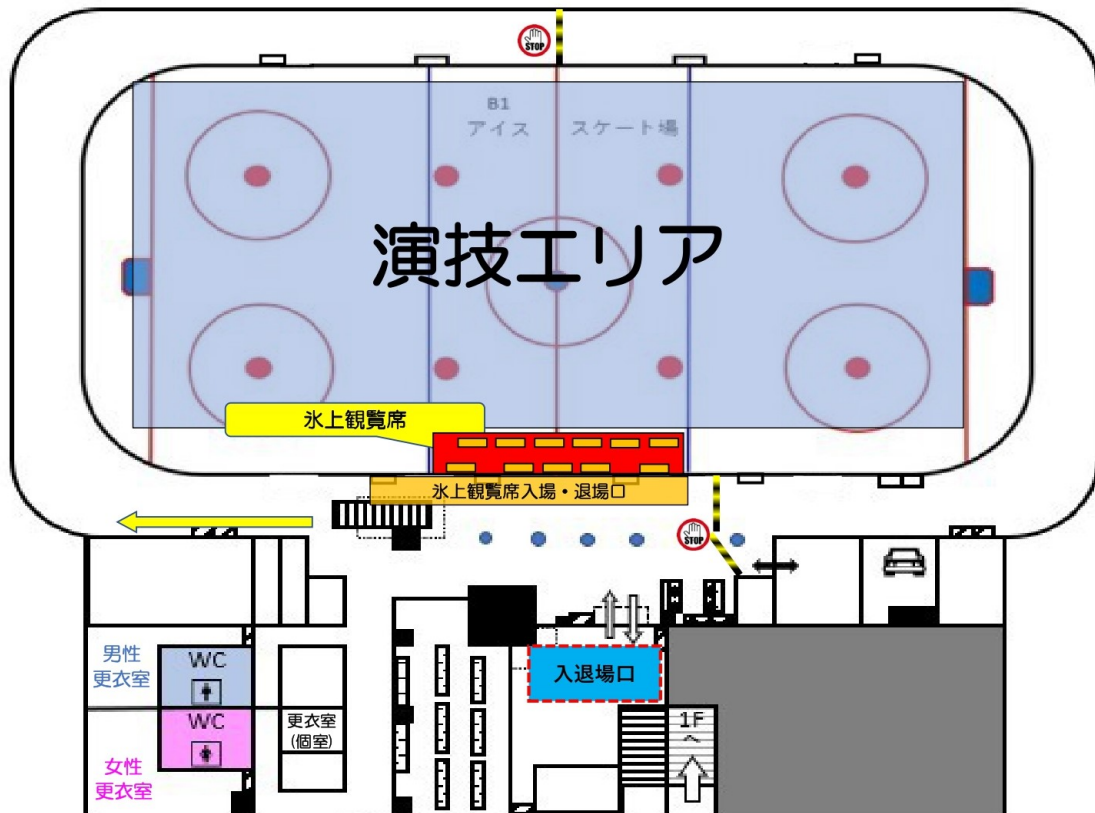 STOP
B1
アイス スケート場
演技エリア
氷上観覧席
氷上観覧席入場・退場口
STOP
男性
更衣室
WC
入退場口
WC
更衣室
(個室)
1F
へ
女性
更衣室